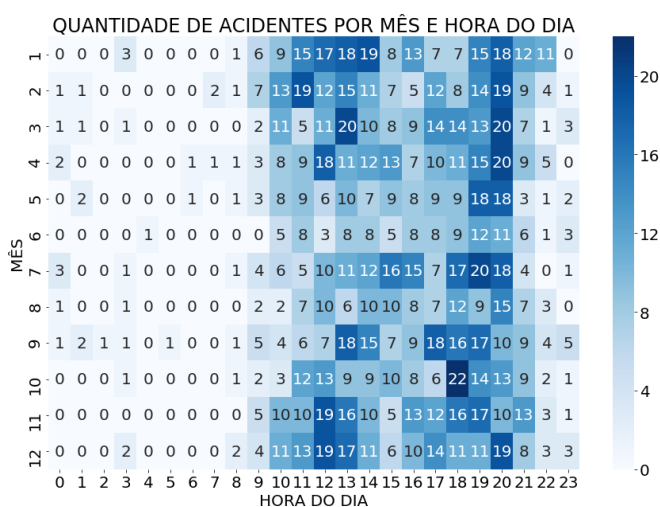 QUANTIDADE DE ACIDENTES POR MÊS E HORA DO DIA
1 0 0 0 3 0 0 0 0 1 6 9 15 17 18 19 8 13 7 7 15 18 12 11 0
2 1 1 0 0 0 0 0 2 1 7 13 19 12 15 11 7 5 12 8 14 19 9 4 1
3 1 1 0 1 0 0 0 0 0 2 11 5 11 20 10 8 9 14 14 13 20 7 1 3
4 2 0 0 0 0 0 1 1 1 3 8 9 18 11 12 13 7 10 11 15 20 9 5 0
5 0 2 0 0 0 0 1 0 1 3 8 9 6 10 7 9 8 9 9 18 18 3 1 2
6 0 0 0 0 1 0 0 0 0 0 5 8 3 8 8 5 8 8 9 12 11 6 1 3
7 3 0 0 1 0 0 0 0 1 4 6 5 10 11 12 16 15 7 17 20 18 4 0 1
8 1 0 0 1 0 0 0 0 0 2 2 7 10 6 10 10 8 7 12 9 15 7 3 0
9 1 2 1 1 0 1 0 0 1 5 4 6 7 18 15 7 9 18 16 17 10 9 4 5
10 0 0 0 1 0 0 0 0 1 2 3 12 13 9 9 10 8 6 22 14 13 9 2 1
11 0 0 0 0 0 0 0 0 0 5 10 10 19 16 10 5 13 12 16 17 10 13 3 1
12 0 0 0 2 0 0 0 0 2 4 11 13 19 17 11 6 10 14 11 11 19 8 3 3
0 1 2 3 4 5 6 7 8 9 10 11 12 13 14 15 16 17 18 19 20 21 22 23
HORA DO DIA
MÊS
20
16
12
8
4
0